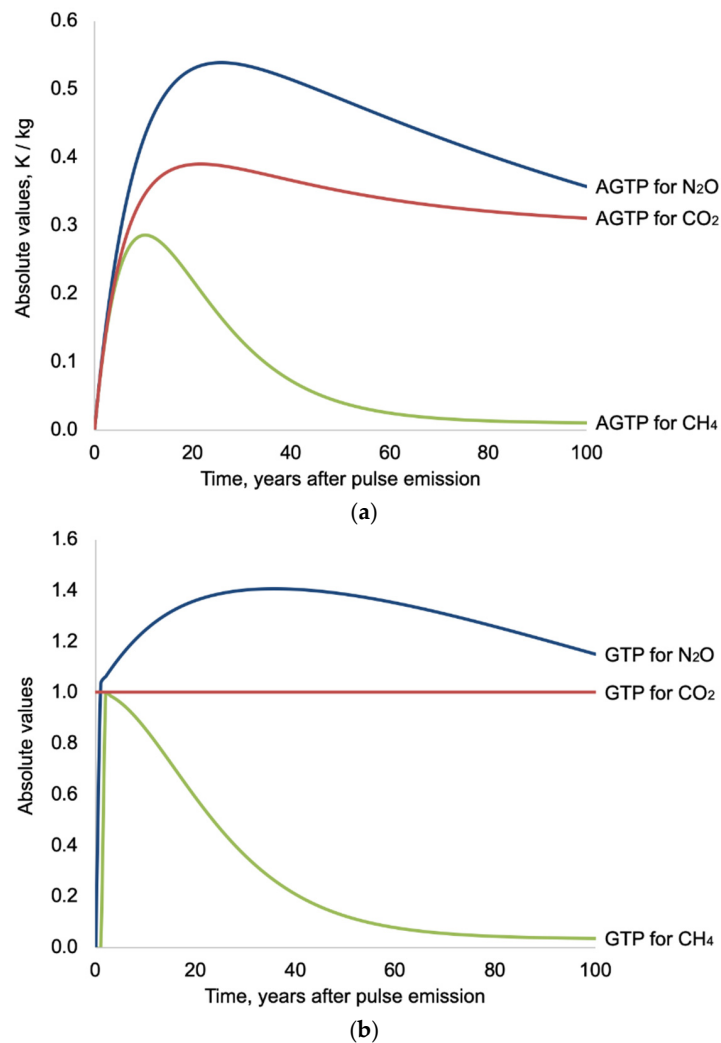 0.6
0.5
0.4
0.3
0.2
0.1
0.0
Absolute values, K / kg
AGTP for N₂O
AGTP for CO₂
AGTP for CH₄
0 20 40 60 80 100
Time, years after pulse emission
(a)
1.6
1.4
1.2
1.0
0.8
0.6
0.4
0.2
0.0
Absolute values
GTP for N₂O
GTP for CO₂
GTP for CH₄
0 20 40 60 80 100
Time, years after pulse emission
(b)